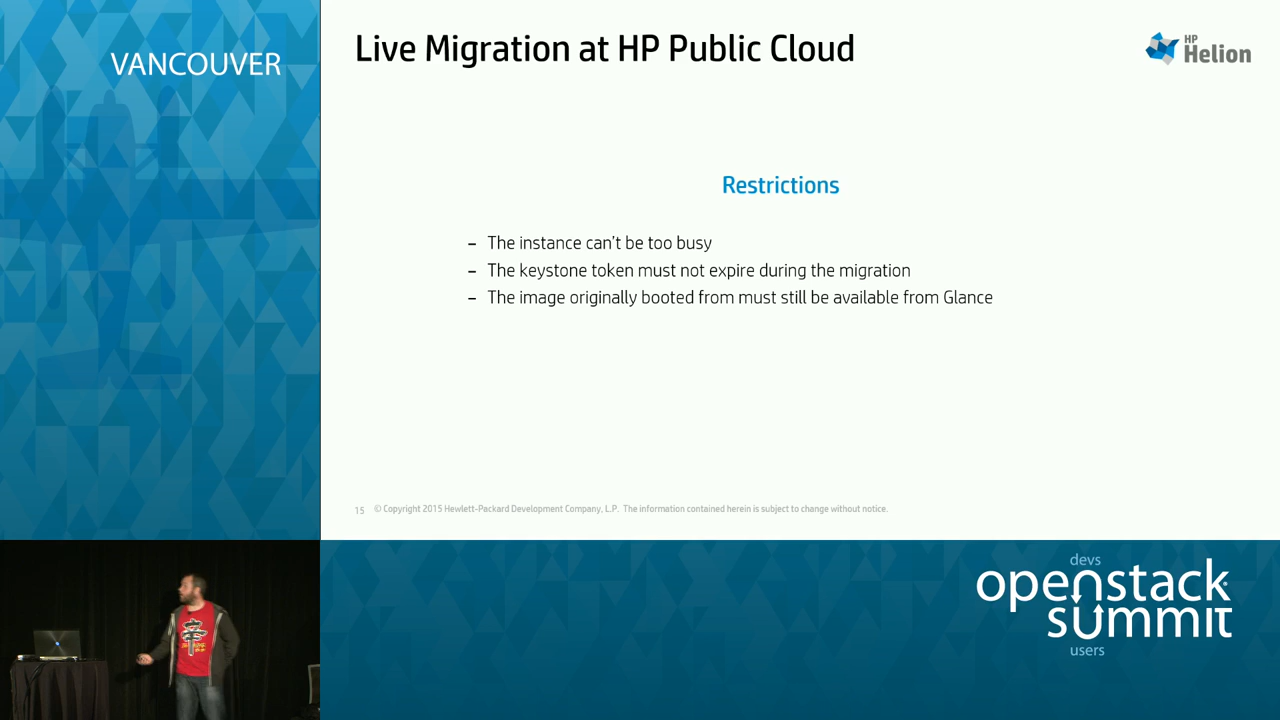 VANCOUVER
Live Migration at HP Public Cloud
HP
Helion
Restrictions
– The instance can't be too busy
– The keystone token must not expire during the migration
– The image originally booted from must still be available from Glance
15 © Copyright 2015 Hewlett-Packard Development Company, L.P. The information contained herein is subject to change without notice.
devs
openstack
summit
users